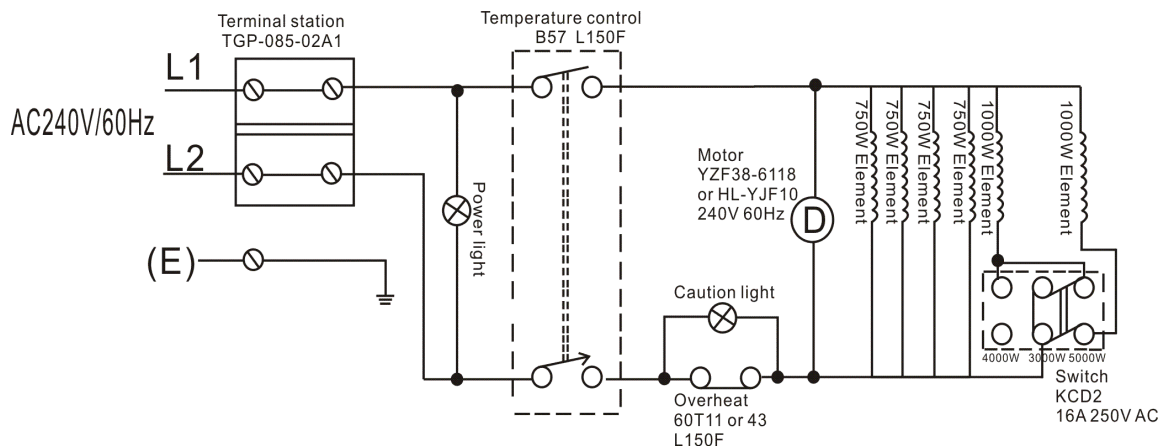 Terminal station
TGP-085-02A1
Temperature control
B57 L150F
L1
AC240V/60Hz
L2
(E)
Power light
Motor
YZF38-6118
or HL-YJF10
240V 60Hz
D
750W Element
750W Element
750W Element
750W Element
1000W Element
1000W Element
Caution light
Overheat
60T11 or 43
L150F
4000W 3000W 5000W
Switch
KCD2
16A 250V AC